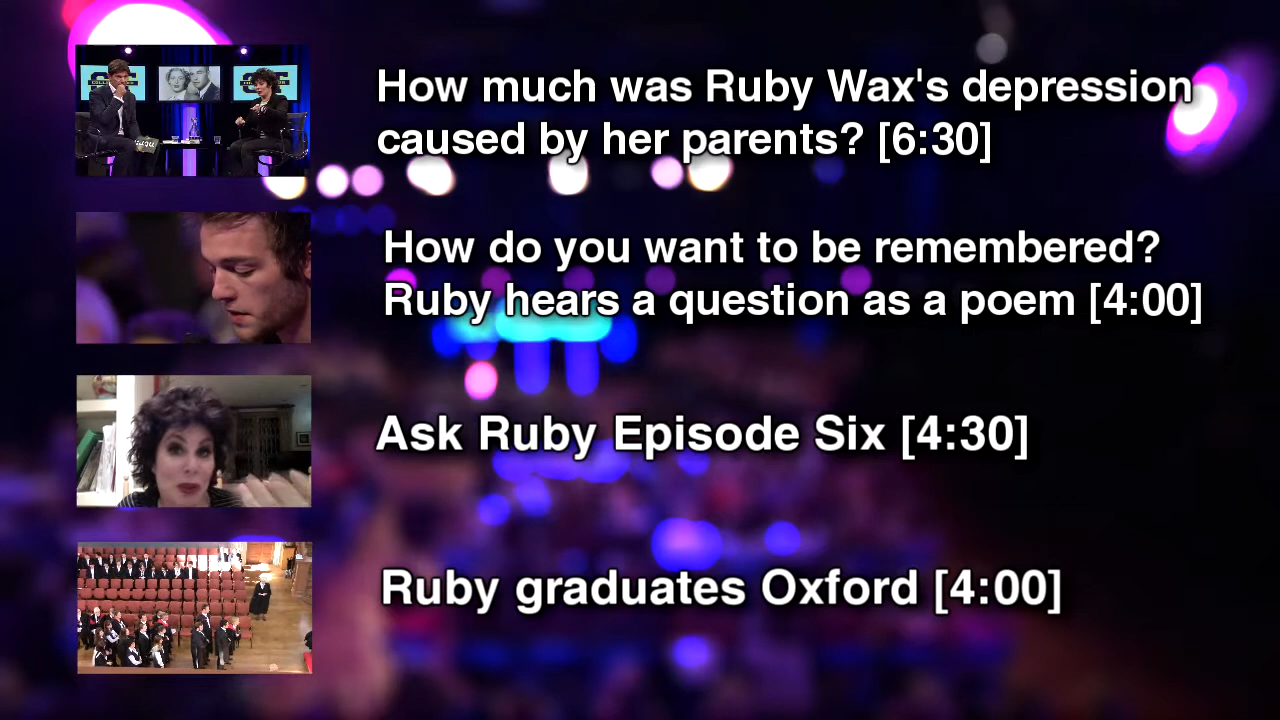 How much was Ruby Wax's depression
caused by her parents? [6:30]
How do you want to be remembered?
Ruby hears a question as a poem [4:00]
Ask Ruby Episode Six [4:30]
Ruby graduates Oxford [4:00]